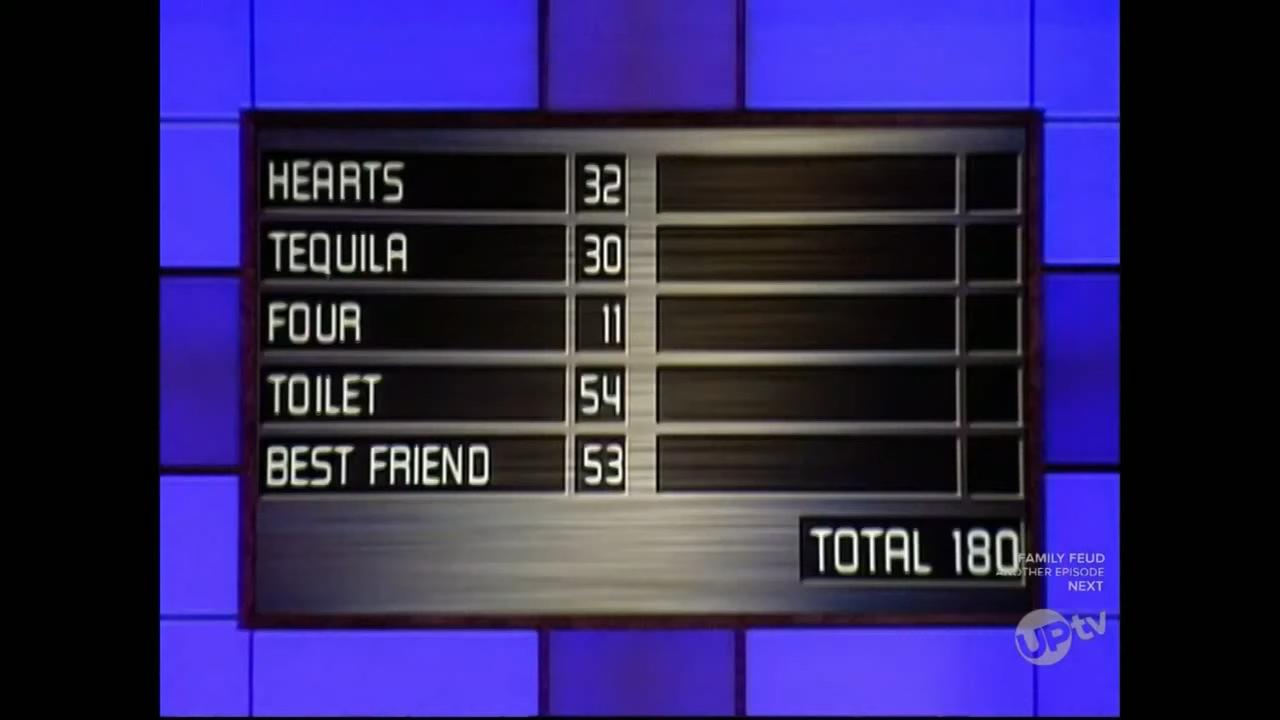 HEARTS 32
TEQUILA 30
FOUR 11
TOILET 54
BEST FRIEND 53
TOTAL 180
FAMILY FEUD
ANOTHER EPISODE
NEXT
UPtv